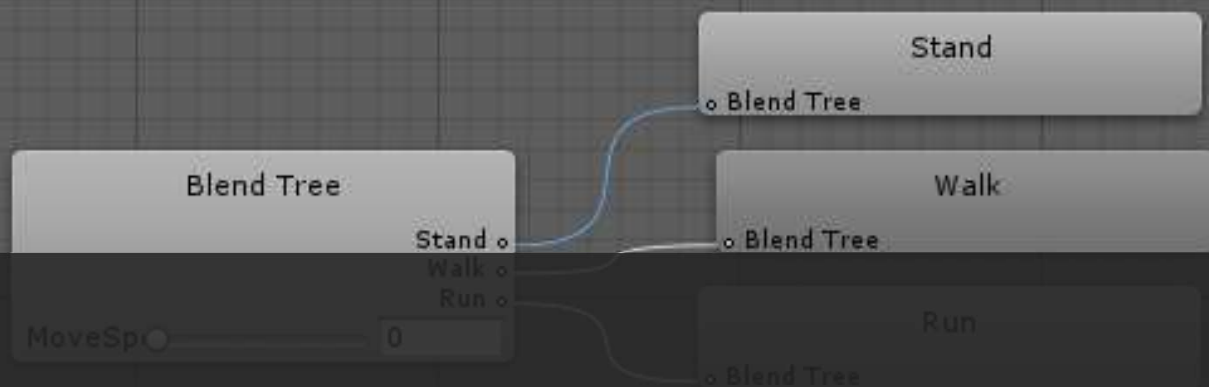 Stand
Blend Tree
Blend Tree
Stand
Walk
Run
MoveSp
0
Walk
Blend Tree
Run
Blend Tree